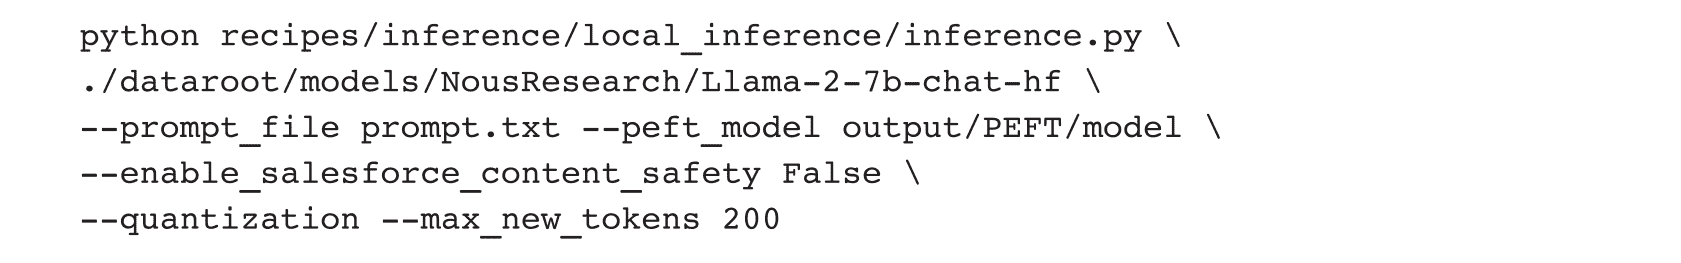 python recipes/inference/local_inference/inference.py \
./dataroot/models/NousResearch/Llama-2-7b-chat-hf \
--prompt_file prompt.txt --peft_model output/PEFT/model \
--enable_salesforce_content_safety False \
--quantization --max_new_tokens 200